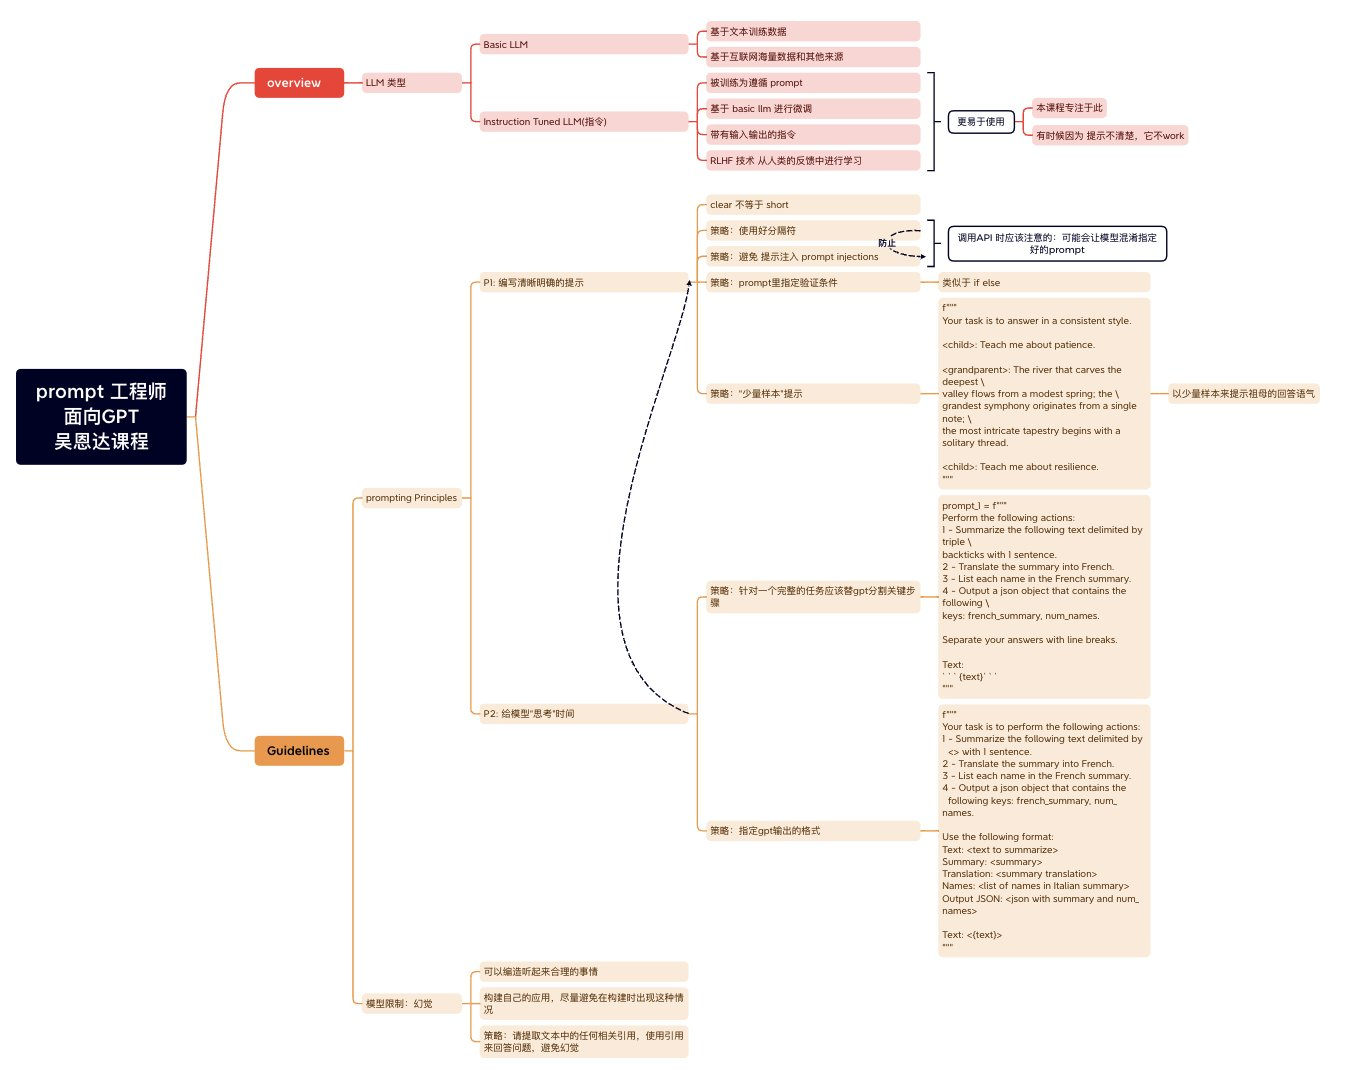 prompt 工程师
面向GPT
吴恩达课程
overview
LLM 类型
Basic LLM
基于文本训练数据
基于互联网海量数据和其他来源
Instruction Tuned LLM(指令)
被训练为遵循 prompt
基于 basic llm 进行微调
带有输入输出的指令
RLHF 技术 从人类的反馈中进行学习
更易于使用
本课程专注于此
有时候因为 提示不清楚，它不work
Guidelines
prompting Principles
P1: 编写清晰明确的提示
clear 不等于 short
策略：使用好分隔符
防止
策略：避免 提示注入 prompt injections
调用API 时应该注意的：可能会让模型混淆指定
好的prompt
策略：prompt里指定验证条件
类似于 if else
策略：“少量样本”提示
f"""
Your task is to answer in a consistent style.
<child>: Teach me about patience.
<grandparent>: The river that carves the
deepest \
valley flows from a modest spring; the \
grandest symphony originates from a single
note; \
the most intricate tapestry begins with a
solitary thread.
<child>: Teach me about resilience.
"""
以少量样本来提示祖母的回答语气
P2: 给模型“思考”时间
策略：针对一个完整的任务应该替gpt分割关键步
骤
prompt_1 = f"""
Perform the following actions:
1 - Summarize the following text delimited by
triple \
backticks with 1 sentence.
2 - Translate the summary into French.
3 - List each name in the French summary.
4 - Output a json object that contains the
following \
keys: french_summary, num_names.
Separate your answers with line breaks.
Text:
` ` ` {text}` ` `
"""
策略：指定gpt输出的格式
f"""
Your task is to perform the following actions:
1 - Summarize the following text delimited by
<> with 1 sentence.
2 - Translate the summary into French.
3 - List each name in the French summary.
4 - Output a json object that contains the
following keys: french_summary, num_
names.
Use the following format:
Text: <text to summarize>
Summary: <summary>
Translation: <summary translation>
Names: <list of names in Italian summary>
Output JSON: <json with summary and num_
names>
Text: <{text}>
"""
模型限制：幻觉
可以编造听起来合理的事情
构建自己的应用，尽量避免在构建时出现这种情
况
策略：请提取文本中的任何相关引用，使用引用
来回答问题，避免幻觉